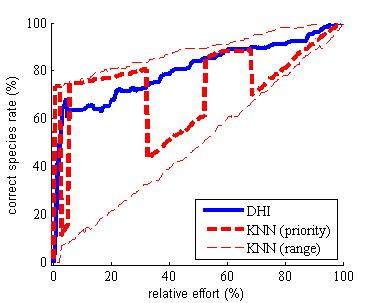 100
80
60
40
20
0
correct species rate (%)
0 20 40 60 80 100
relative effort (%)
DHI
KNN (priority)
KNN (range)